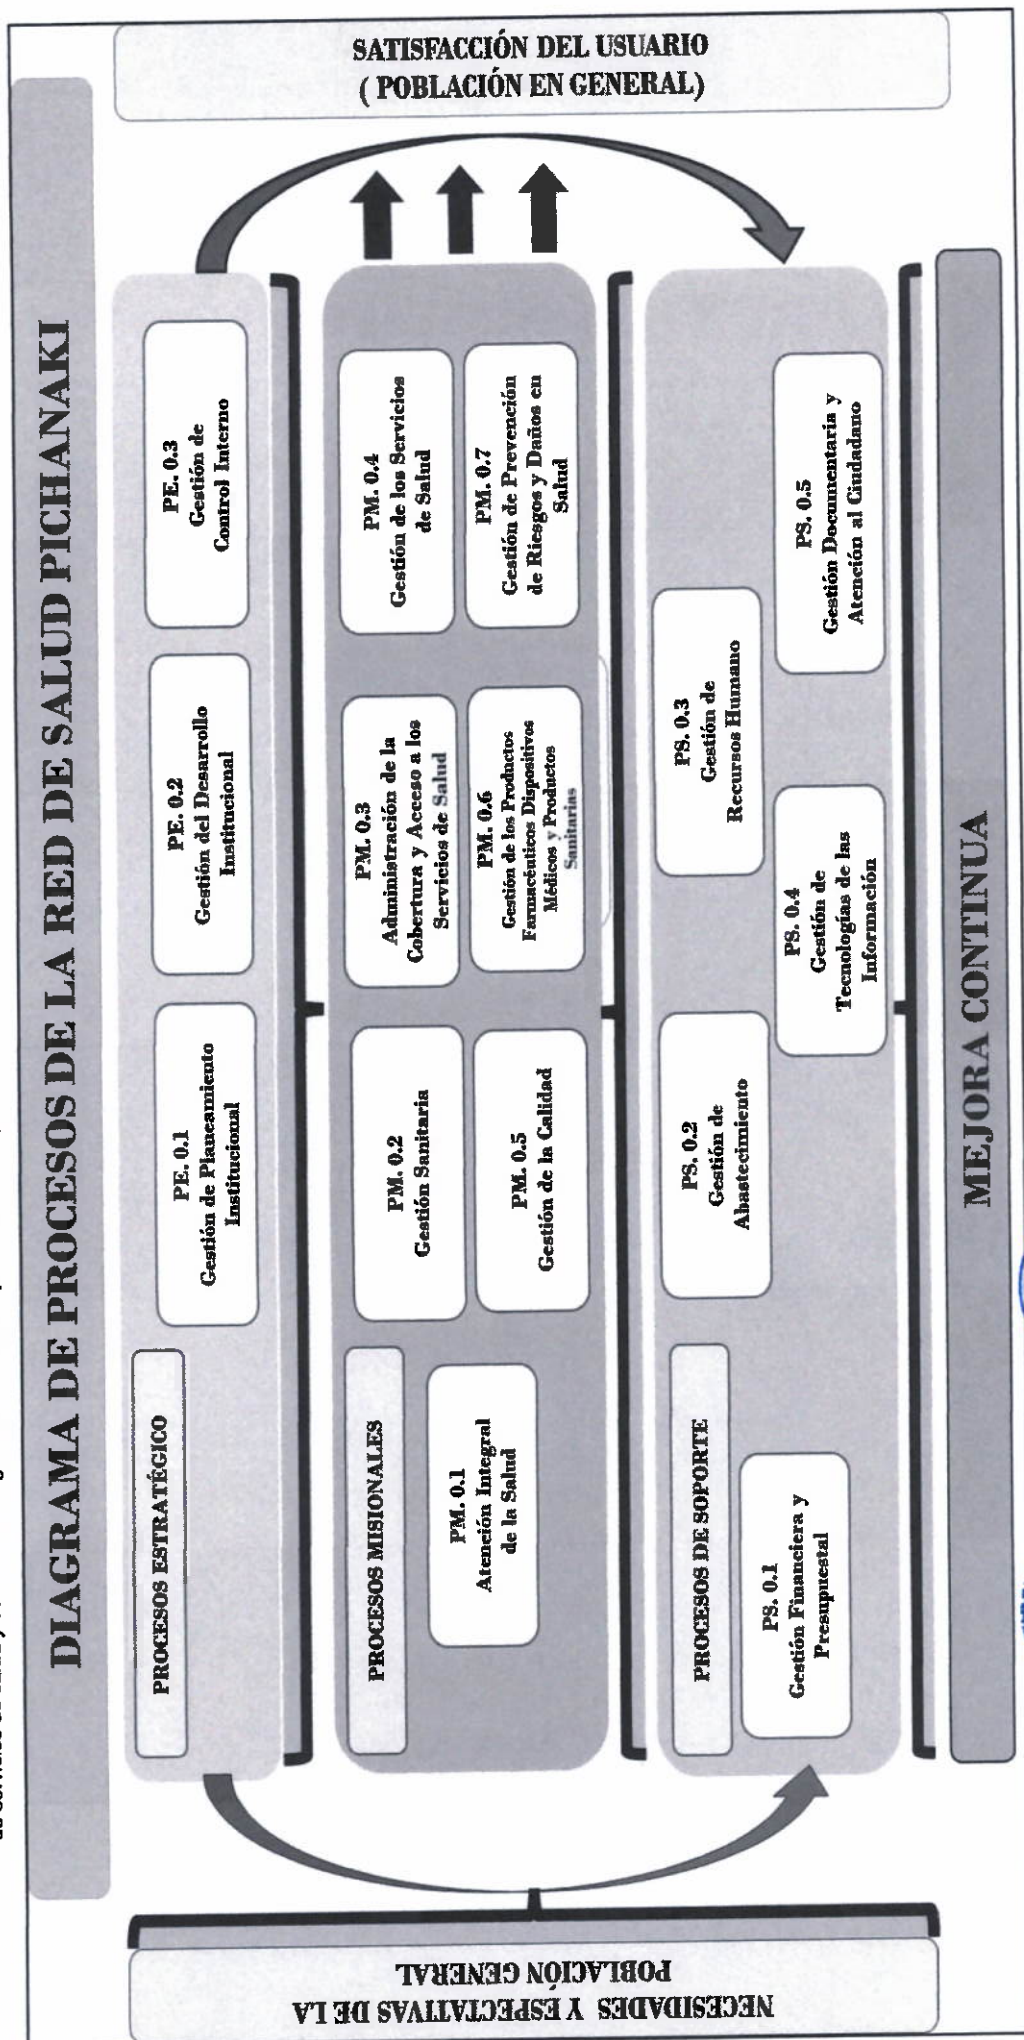 DIAGRAMA DE PROCESOS DE LA RED DE SALUD PICHANAKI
NECESIDADES Y ESPECTATIVAS DE LA
POBLACIÓN GENERAL
PROCESOS ESTRATÉGICO
PE. 0.1
Gestión de Planeamiento
Institucional
PE. 0.2
Gestión del Desarrollo
Institucional
PE. 0.3
Gestión de
Control Interno
PROCESOS MISIONALES
PM. 0.1
Atención Integral
de la Salud
PM. 0.2
Gestión Sanitaria
PM. 0.3
Administración de la
Cobertura y Acceso a los
Servicios de Salud
PM. 0.4
Gestión de los Servicios
de Salud
PM. 0.5
Gestión de la Calidad
PM. 0.6
Gestión de los Productos
Farmacéuticos Dispositivos
Médicos y Productos
Sanitarias
PM. 0.7
Gestión de Prevención
de Riesgos y Daños en
Salud
PROCESOS DE SOPORTE
PS. 0.1
Gestión Financiera y
Presupuestal
PS. 0.2
Gestión de
Abastecimiento
PS. 0.3
Gestión de
Recursos Humano
PS. 0.4
Gestión de
Tecnologías de las
Información
PS. 0.5
Gestión Documentaria y
Atención al Ciudadano
SATISFACCIÓN DEL USUARIO
( POBLACIÓN EN GENERAL)
MEJORA CONTINUA